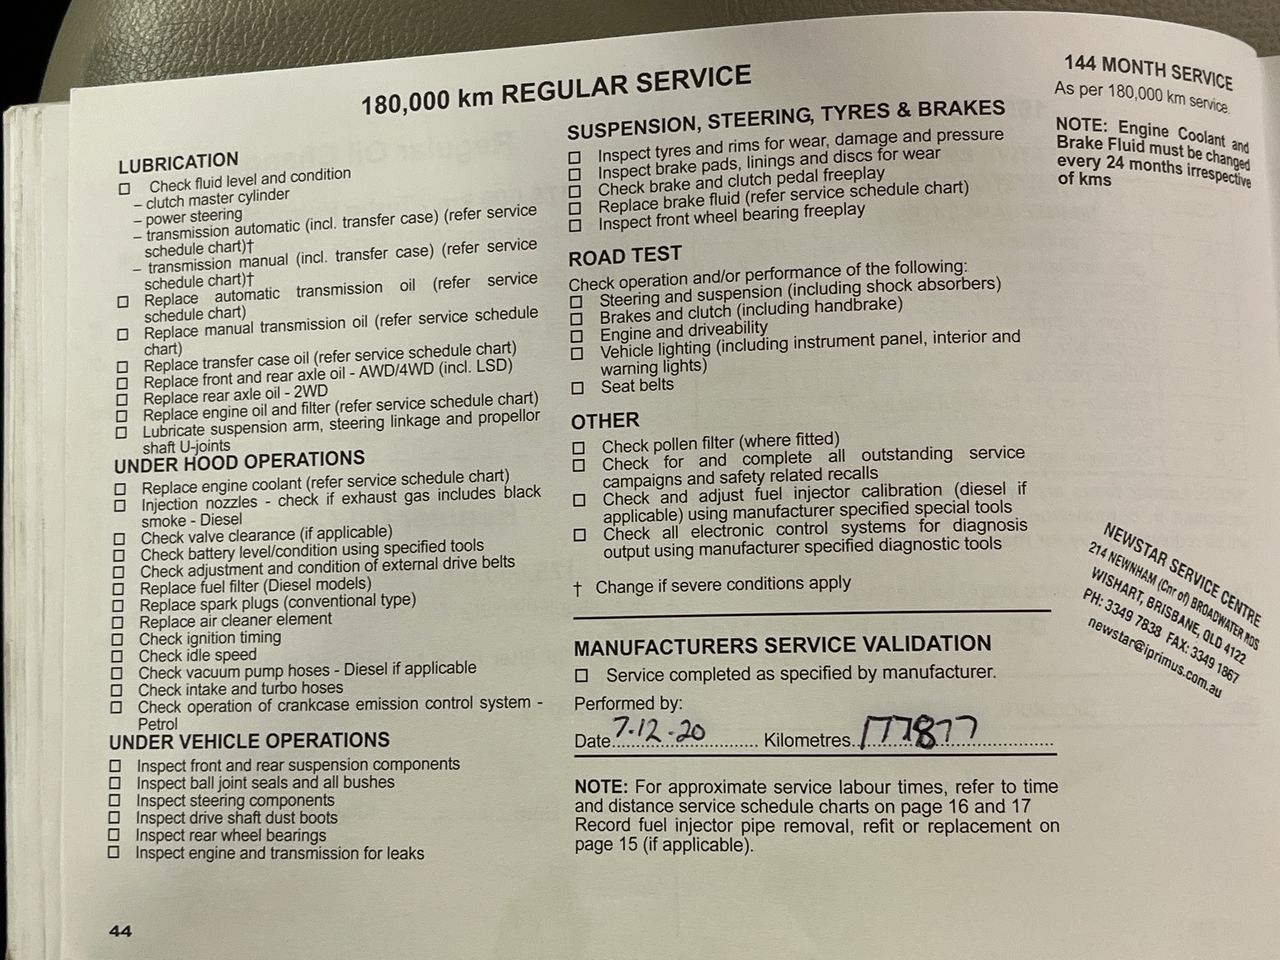 180,000 km REGULAR SERVICE
LUBRICATION
☐ Check fluid level and condition
– clutch master cylinder
– power steering
– transmission automatic (incl. transfer case) (refer service
schedule chart)†
– transmission manual (incl. transfer case) (refer service
schedule chart)†
☐ Replace automatic transmission oil (refer service
schedule chart)
☐ Replace manual transmission oil (refer service schedule
chart)
☐ Replace transfer case oil (refer service schedule chart)
☐ Replace front and rear axle oil - AWD/4WD (incl. LSD)
☐ Replace rear axle oil - 2WD
☐ Replace engine oil and filter (refer service schedule chart)
☐ Lubricate suspension arm, steering linkage and propellor
shaft U-joints
UNDER HOOD OPERATIONS
☐ Replace engine coolant (refer service schedule chart)
☐ Injection nozzles - check if exhaust gas includes black
smoke - Diesel
☐ Check valve clearance (if applicable)
☐ Check battery level/condition using specified tools
☐ Check adjustment and condition of external drive belts
☐ Replace fuel filter (Diesel models)
☐ Replace spark plugs (conventional type)
☐ Replace air cleaner element
☐ Check ignition timing
☐ Check idle speed
☐ Check vacuum pump hoses - Diesel if applicable
☐ Check intake and turbo hoses
☐ Check operation of crankcase emission control system -
Petrol
UNDER VEHICLE OPERATIONS
☐ Inspect front and rear suspension components
☐ Inspect ball joint seals and all bushes
☐ Inspect steering components
☐ Inspect drive shaft dust boots
☐ Inspect rear wheel bearings
☐ Inspect engine and transmission for leaks
44
SUSPENSION, STEERING, TYRES & BRAKES
☐ Inspect tyres and rims for wear, damage and pressure
☐ Inspect brake pads, linings and discs for wear
☐ Check brake and clutch pedal freeplay
☐ Replace brake fluid (refer service schedule chart)
☐ Inspect front wheel bearing freeplay
ROAD TEST
Check operation and/or performance of the following:
☐ Steering and suspension (including shock absorbers)
☐ Brakes and clutch (including handbrake)
☐ Engine and driveability
☐ Vehicle lighting (including instrument panel, interior and
warning lights)
☐ Seat belts
OTHER
☐ Check pollen filter (where fitted)
☐ Check for and complete all outstanding service
campaigns and safety related recalls
☐ Check and adjust fuel injector calibration (diesel if
applicable) using manufacturer specified special tools
☐ Check all electronic control systems for diagnosis
output using manufacturer specified diagnostic tools
† Change if severe conditions apply
MANUFACTURERS SERVICE VALIDATION
☐ Service completed as specified by manufacturer.
Performed by:
Date 7.12.20 Kilometres 177877
NOTE: For approximate service labour times, refer to time
and distance service schedule charts on page 16 and 17
Record fuel injector pipe removal, refit or replacement on
page 15 (if applicable).
144 MONTH SERVICE
As per 180,000 km service.
NOTE: Engine Coolant and
Brake Fluid must be changed
every 24 months irrespective
of kms
NEWSTAR SERVICE CENTRE
214 NEWNHAM (Cnr of) BROADWATER RDS
WISHART, BRISBANE, QLD 4122
PH: 3349 7838 FAX: 3349 1867
newstar@iprimus.com.au